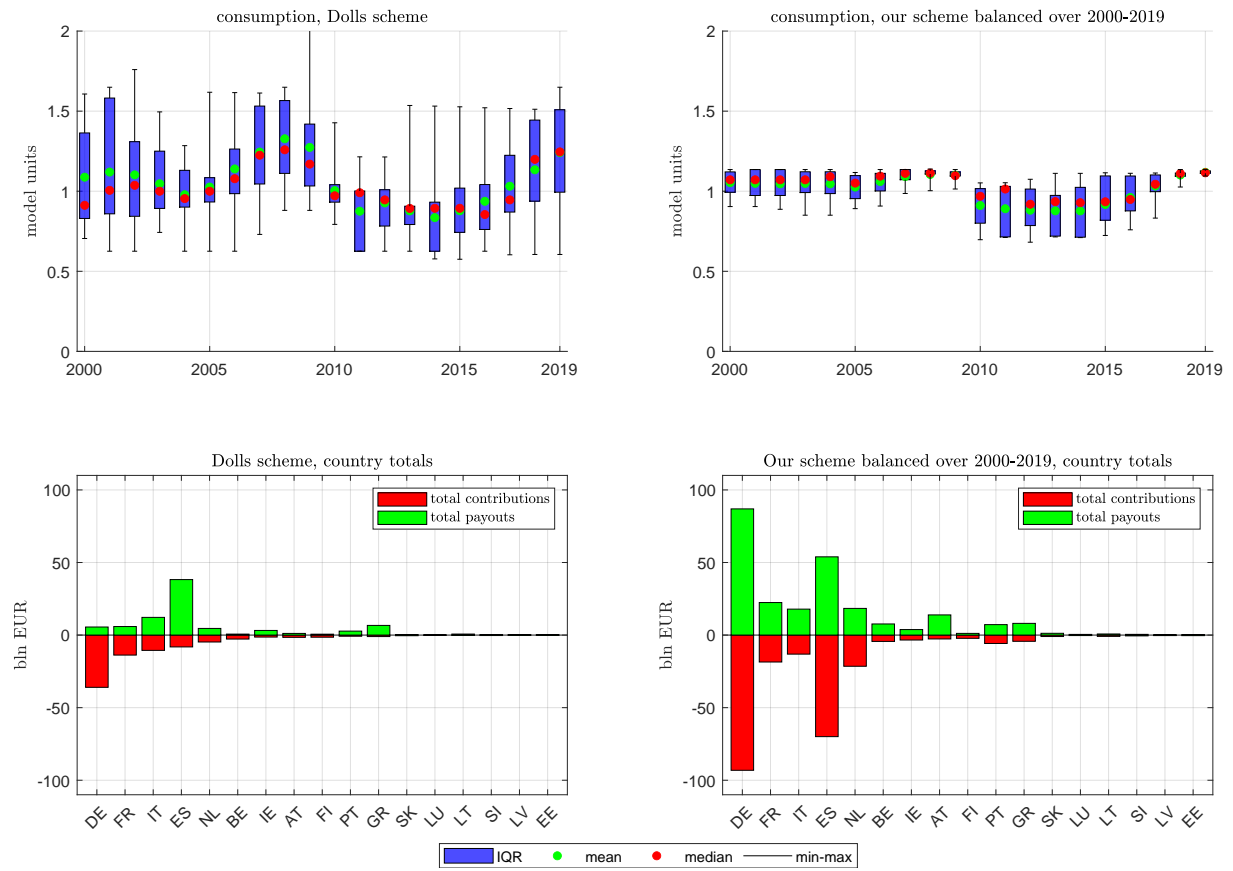 consumption, Dolls scheme
2
1.5
1
0.5
0
model units
2000 2005 2010 2015 2019
consumption, our scheme balanced over 2000-2019
2
1.5
1
0.5
0
model units
2000 2005 2010 2015 2019
Dolls scheme, country totals
total contributions
total payouts
100
50
0
-50
-100
bln EUR
DE FR IT ES NL BE IE AT FI PT GR SK LU LT SI LV EE
Our scheme balanced over 2000-2019, country totals
total contributions
total payouts
100
50
0
-50
-100
bln EUR
DE FR IT ES NL BE IE AT FI PT GR SK LU LT SI LV EE
IQR mean median min-max